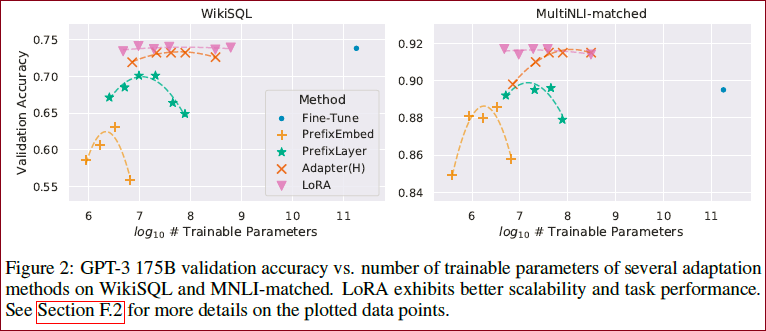 WikiSQL
MultiNLI-matched
Validation Accuracy
0.75
0.70
0.65
0.60
0.55
Method
Fine-Tune
PrefixEmbed
PrefixLayer
Adapter(H)
LoRA
6 7 8 9 10 11
log10 # Trainable Parameters
0.92
0.90
0.88
0.86
0.84
6 7 8 9 10 11
log10 # Trainable Parameters
Figure 2: GPT-3 175B validation accuracy vs. number of trainable parameters of several adaptation
methods on WikiSQL and MNLI-matched. LoRA exhibits better scalability and task performance.
See Section F.2 for more details on the plotted data points.